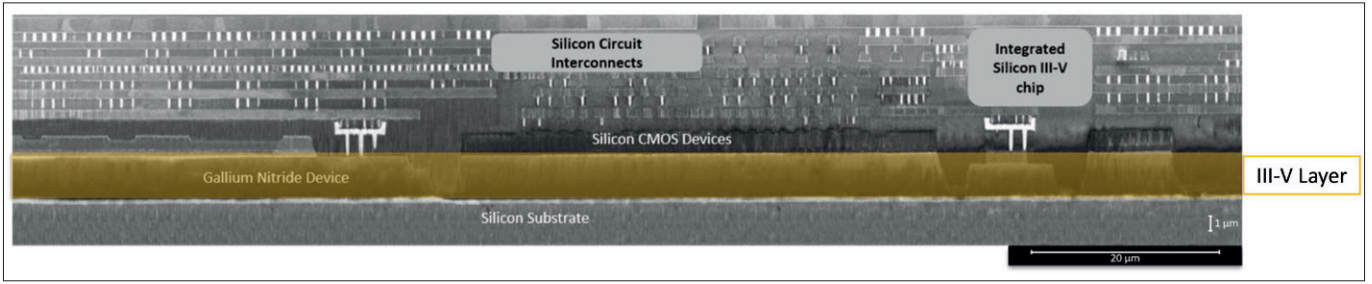 Silicon Circuit
Interconnects
Integrated
Silicon III-V
chip
Silicon CMOS Devices
Gallium Nitride Device
III-V Layer
Silicon Substrate
1 µm
20 µm